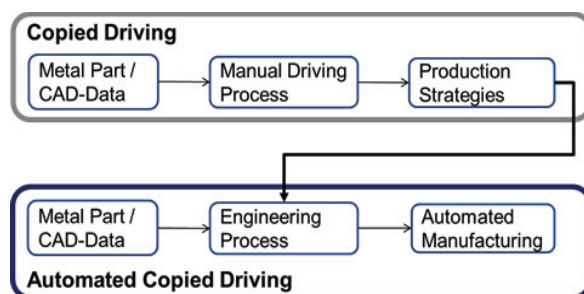 Copied Driving
Metal Part /
CAD-Data
Manual Driving
Process
Production
Strategies
Metal Part /
CAD-Data
Engineering
Process
Automated
Manufacturing
Automated Copied Driving